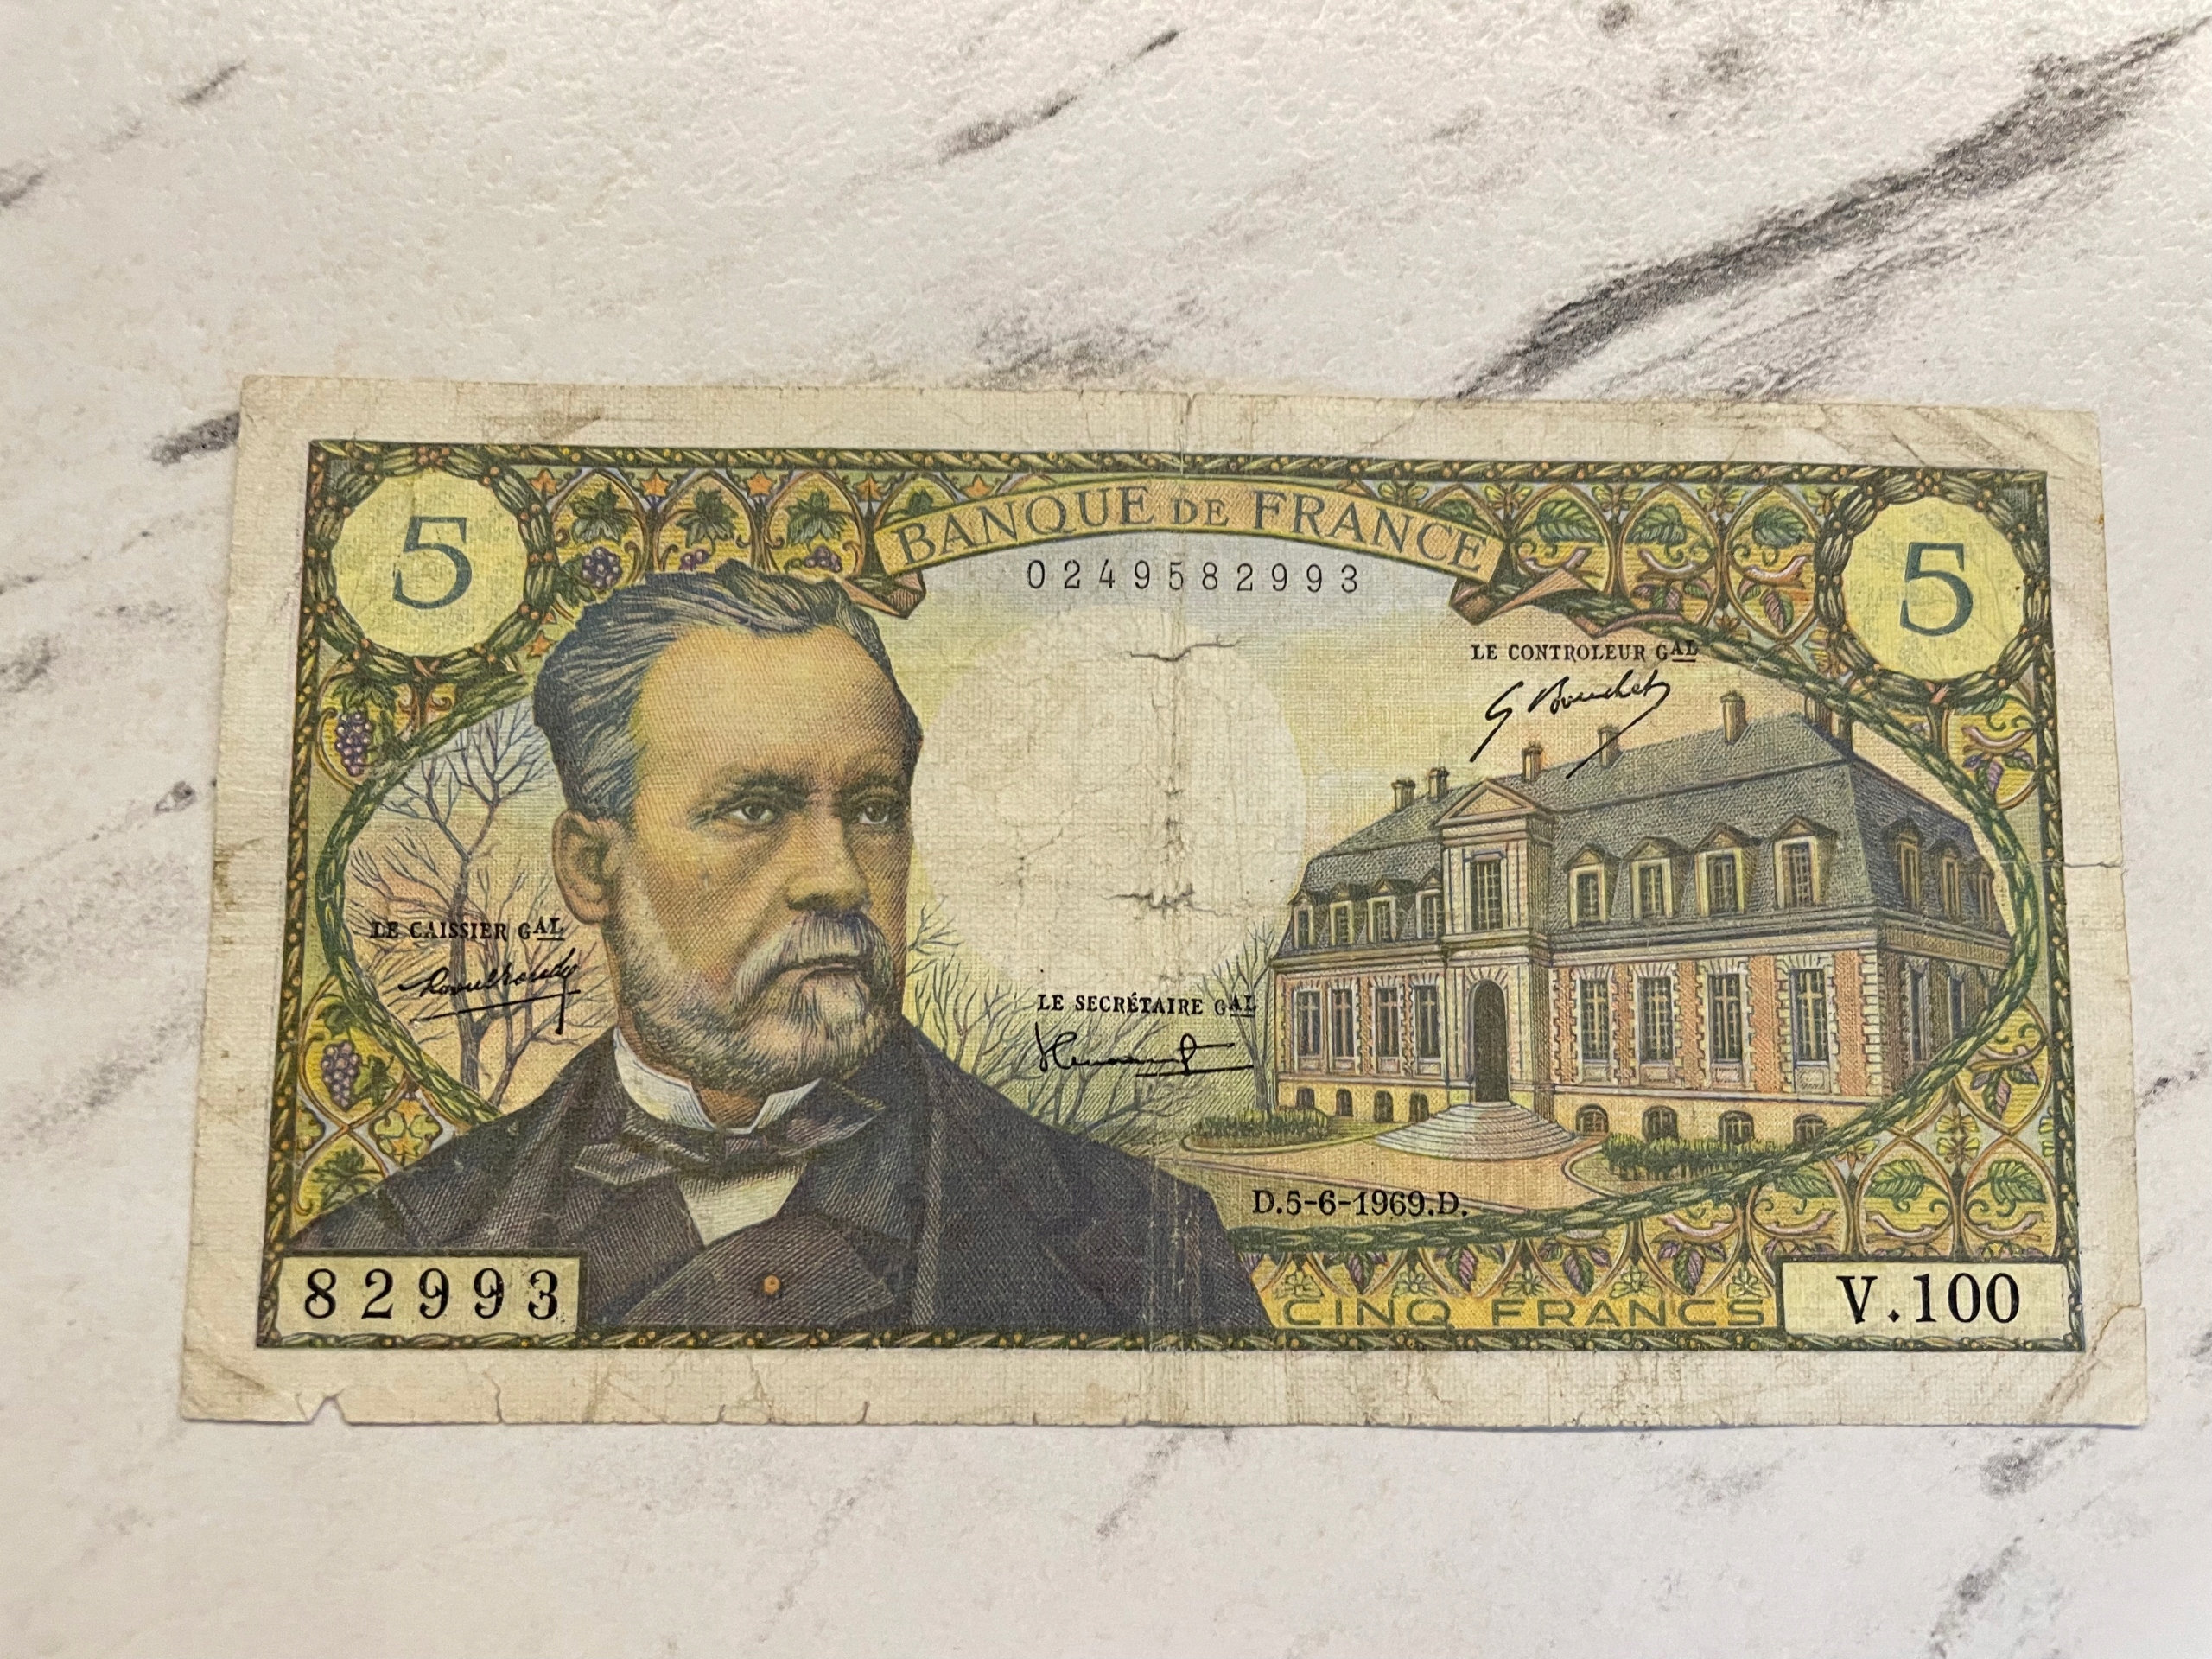 5
BANQUE DE FRANCE
5
0249582993
LE CONTROLEUR GAL
G Bouchet
LE CAISSIER GAL
LE SECRÉTAIRE GAL
D.5-6-1969.D.
82993
CINQ FRANCS
V.100